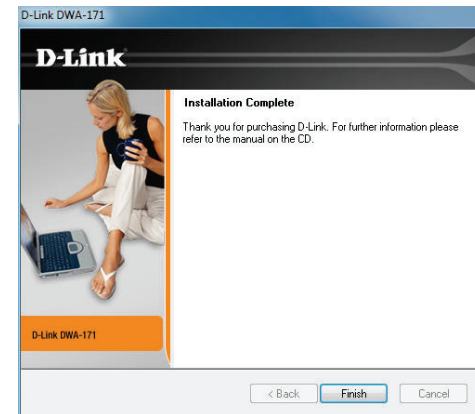 D-Link DWA-171
D-Link
Installation Complete
Thank you for purchasing D-Link. For further information please
refer to the manual on the CD.
D-Link DWA-171
< Back
Finish
Cancel